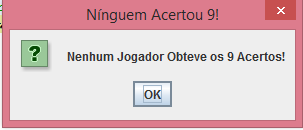 Nínguem Acertou 9!
Nenhum Jogador Obteve os 9 Acertos!
OK